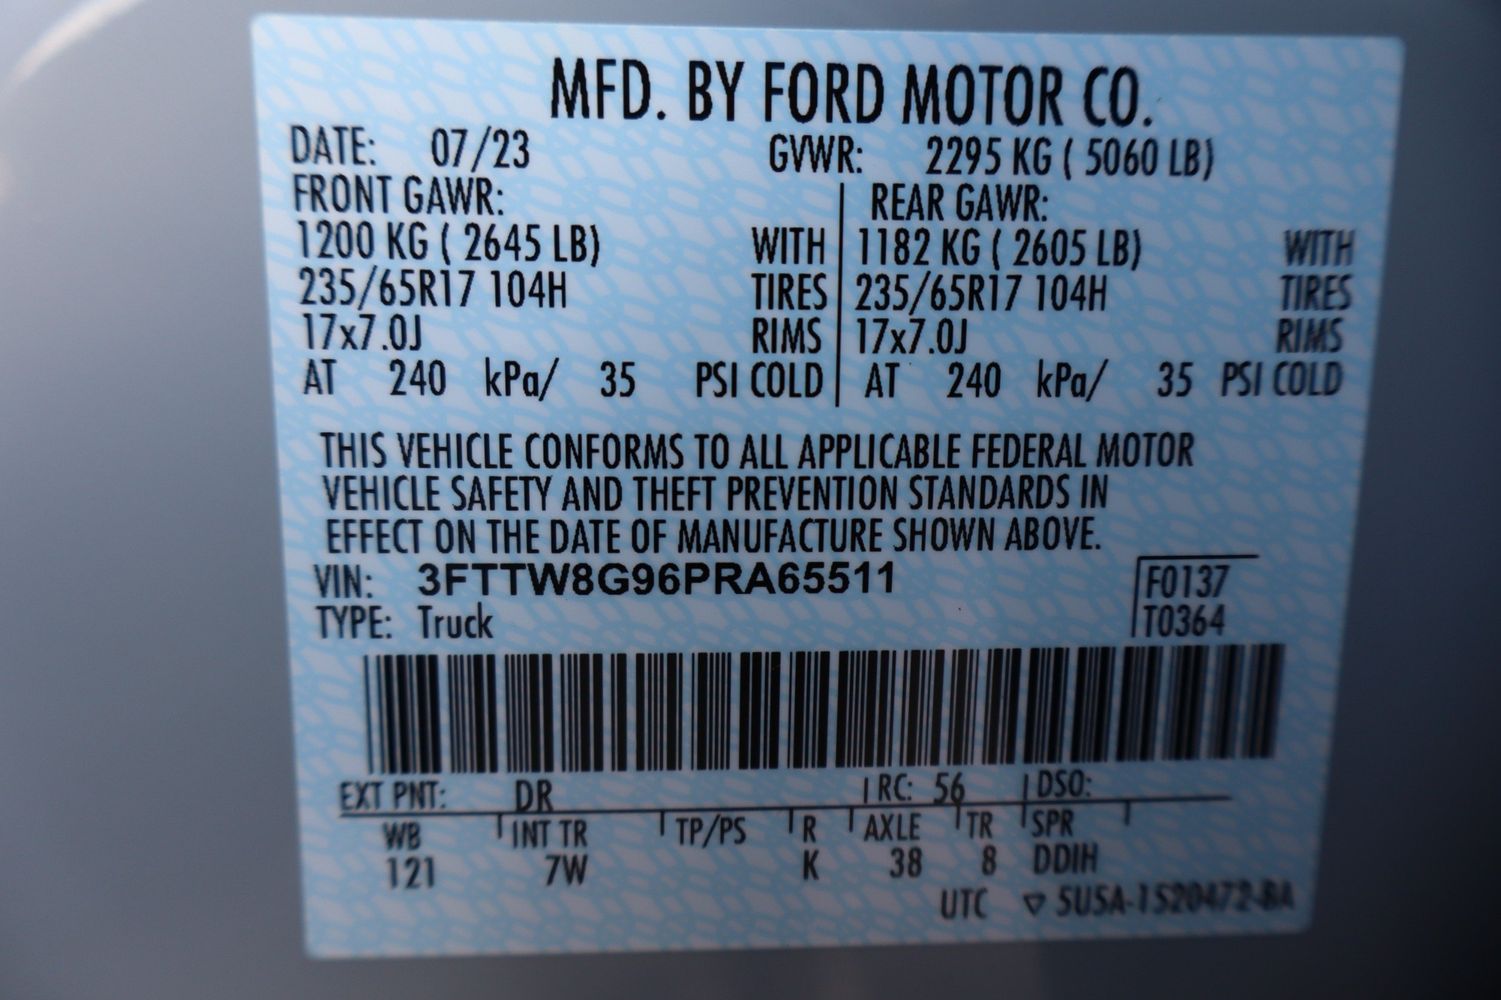 MFD. BY FORD MOTOR CO.
DATE: 07/23 GVWR: 2295 KG ( 5060 LB)
FRONT GAWR: REAR GAWR:
1200 KG ( 2645 LB) WITH 1182 KG ( 2605 LB) WITH
235/65R17 104H TIRES 235/65R17 104H TIRES
17x7.0J RIMS 17x7.0J RIMS
AT 240 kPa/ 35 PSI COLD AT 240 kPa/ 35 PSI COLD
THIS VEHICLE CONFORMS TO ALL APPLICABLE FEDERAL MOTOR
VEHICLE SAFETY AND THEFT PREVENTION STANDARDS IN
EFFECT ON THE DATE OF MANUFACTURE SHOWN ABOVE.
VIN: 3FTTW8G96PRA65511 F0137
TYPE: Truck T0364
EXT PNT: DR RC: 56 DSO:
WB INT TR TP/PS R AXLE TR SPR
121 7W K 38 8 DDIH
UTC ▽ 5U5A-1520472-BA